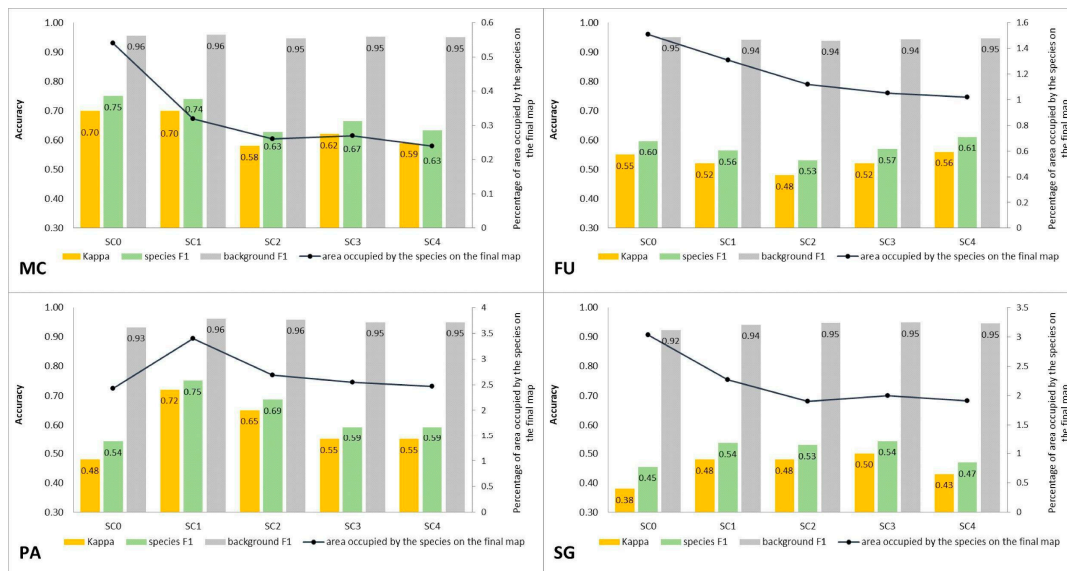 1.00 0.6
0.90 0.5
0.80 0.4
0.70 0.3
0.60 0.2
0.50 0.1
0.40 0
0.30
Accuracy
Percentage of area occupied by the species on
the final map
0.96 0.96 0.95 0.95 0.95
0.75 0.74 0.63 0.67 0.63
0.70 0.70 0.58 0.62 0.59
SC0 SC1 SC2 SC3 SC4
Kappa species F1 background F1 area occupied by the species on the final map
MC
1.00 1.6
0.90 1.4
0.80 1.2
0.70 1
0.60 0.8
0.50 0.6
0.40 0.4
0.30 0.2
0
Accuracy
Percentage of area occupied by the species on
the final map
0.95 0.94 0.94 0.94 0.95
0.60 0.56 0.53 0.57 0.61
0.55 0.52 0.48 0.52 0.56
SC0 SC1 SC2 SC3 SC4
Kappa species F1 background F1 area occupied by the species on the final map
FU
1.00 4
0.90 3.5
0.80 3
0.70 2.5
0.60 2
0.50 1.5
0.40 1
0.30 0.5
0
Accuracy
Percentage of area occupied by the species on
the final map
0.93 0.96 0.96 0.95 0.95
0.54 0.75 0.69 0.59 0.59
0.48 0.72 0.65 0.55 0.55
SC0 SC1 SC2 SC3 SC4
Kappa species F1 background F1 area occupied by the species on the final map
PA
1.00 3.5
0.90 3
0.80 2.5
0.70 2
0.60 1.5
0.50 1
0.40 0.5
0.30 0
Accuracy
Percentage of area occupied by the species on
the final map
0.92 0.94 0.95 0.95 0.95
0.45 0.54 0.53 0.54 0.47
0.38 0.48 0.48 0.50 0.43
SC0 SC1 SC2 SC3 SC4
Kappa species F1 background F1 area occupied by the species on the final map
SG